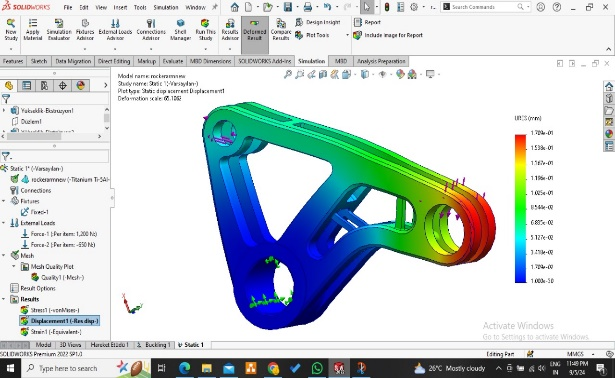 SOLIDWORKS
File Edit View Insert Tools Simulation Window
Search Commands
New Study
Apply Material
Simulation Evaluator
Fixtures Advisor
External Loads Advisor
Connections Advisor
Shell Manager
Run This Study
Results Advisor
Deformed Result
Compare Results
Design Insight
Plot Tools
Report
Include Image for Report
Features Sketch Data Migration Direct Editing Markup Evaluate MBD Dimensions SOLIDWORKS Add-Ins Simulation MBD Analysis Preparation
Model name: rockerarmnew
Study name: Static 1(-Varsayılan-)
Plot type: Static displacement Displacement1
Deformation scale: 65.1062
Yükseklik-Ekstrüzyon1
Düzlem1
Static 1* (-Varsayılan-)
rockerarmnew (-Titanium Ti-5Al-
Connections
Fixtures
Fixed-1
External Loads
Force-1 (:Per item: 1,200 N:)
Force-2 (:Per item: -650 N:)
Mesh
Mesh Quality Plot
Quality1 (-Mesh-)
Result Options
Results
Stress1 (-vonMises-)
Displacement1 (-Res disp-)
Strain1 (-Equivalent-)
URES (mm)
1.709e-01
1.538e-01
1.367e-01
1.196e-01
1.025e-01
8.544e-02
6.835e-02
5.127e-02
3.418e-02
1.709e-02
1.000e-30
Activate Windows
Go to Settings to activate Windows.
Model 3D Views Hareket Etüdü 1 Buckling 1 Static 1
SOLIDWORKS Premium 2022 SP1.0
Editing Part
MMGS
Type here to search
26°C Mostly cloudy
ENG
IN
11:49 PM
9/3/24